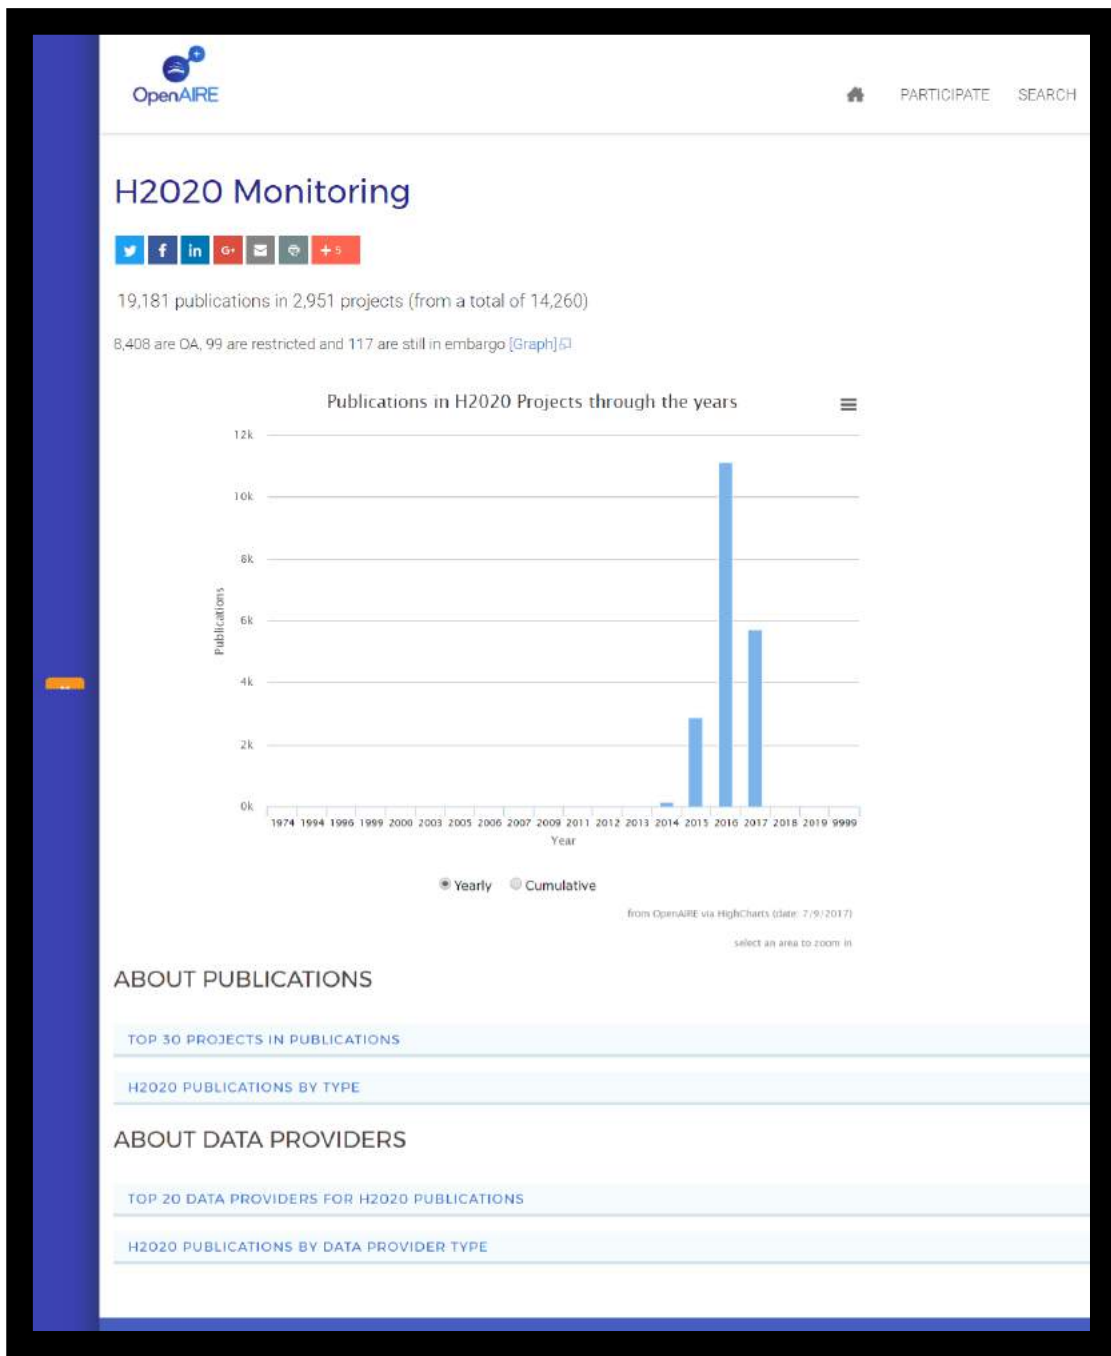 OpenAIRE
PARTICIPATE SEARCH
H2020 Monitoring
f in G+ + 5
19,181 publications in 2,951 projects (from a total of 14,260)
8,408 are OA, 99 are restricted and 117 are still in embargo [Graph]
Publications in H2020 Projects through the years
12k
10k
8k
6k
4k
2k
0k
Publications
1974 1994 1996 1999 2000 2003 2005 2006 2007 2009 2011 2012 2013 2014 2015 2016 2017 2018 2019 9999
Year
Yearly Cumulative
from OpenAIRE via HighCharts (date: 7/9/2017)
select an area to zoom in
ABOUT PUBLICATIONS
TOP 30 PROJECTS IN PUBLICATIONS
H2020 PUBLICATIONS BY TYPE
ABOUT DATA PROVIDERS
TOP 20 DATA PROVIDERS FOR H2020 PUBLICATIONS
H2020 PUBLICATIONS BY DATA PROVIDER TYPE